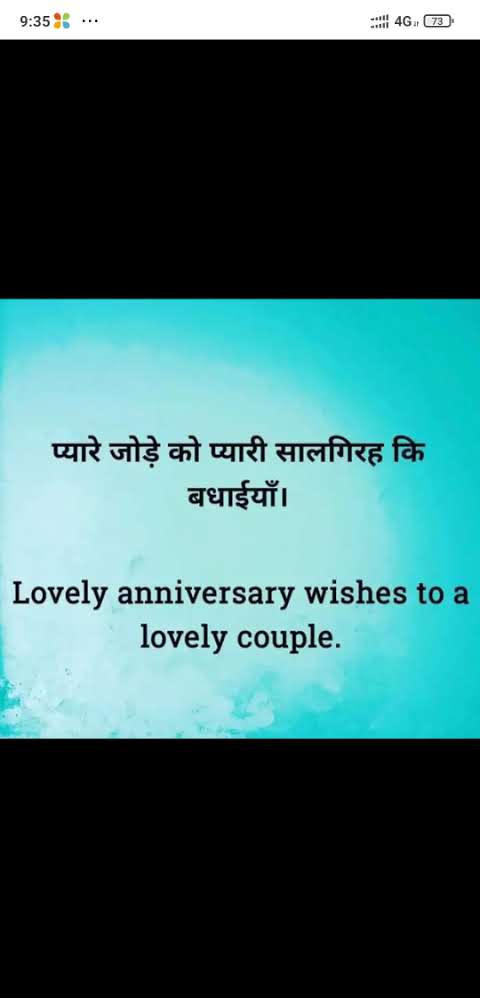 9:35 ... 4G 73
प्यारे जोड़े को प्यारी सालगिरह कि
बधाईयाँ।
Lovely anniversary wishes to a
lovely couple.